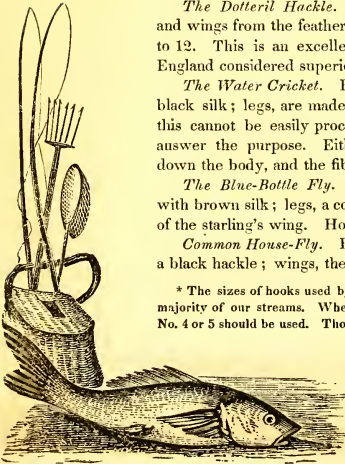 The Dotteril Hackle.
and wings from the feather
to 12. This is an excelle
England considered superio
The Water Cricket.
black silk; legs, are made
this cannot be easily proc
answer the purpose. Eit
down the body, and the fib
The Blue-Bottle Fly.
with brown silk; legs, a co
of the starling's wing. Ho
Common House-Fly.
a black hackle; wings, the
* The sizes of hooks used b
majority of our streams. Whe
No. 4 or 5 should be used. Tho